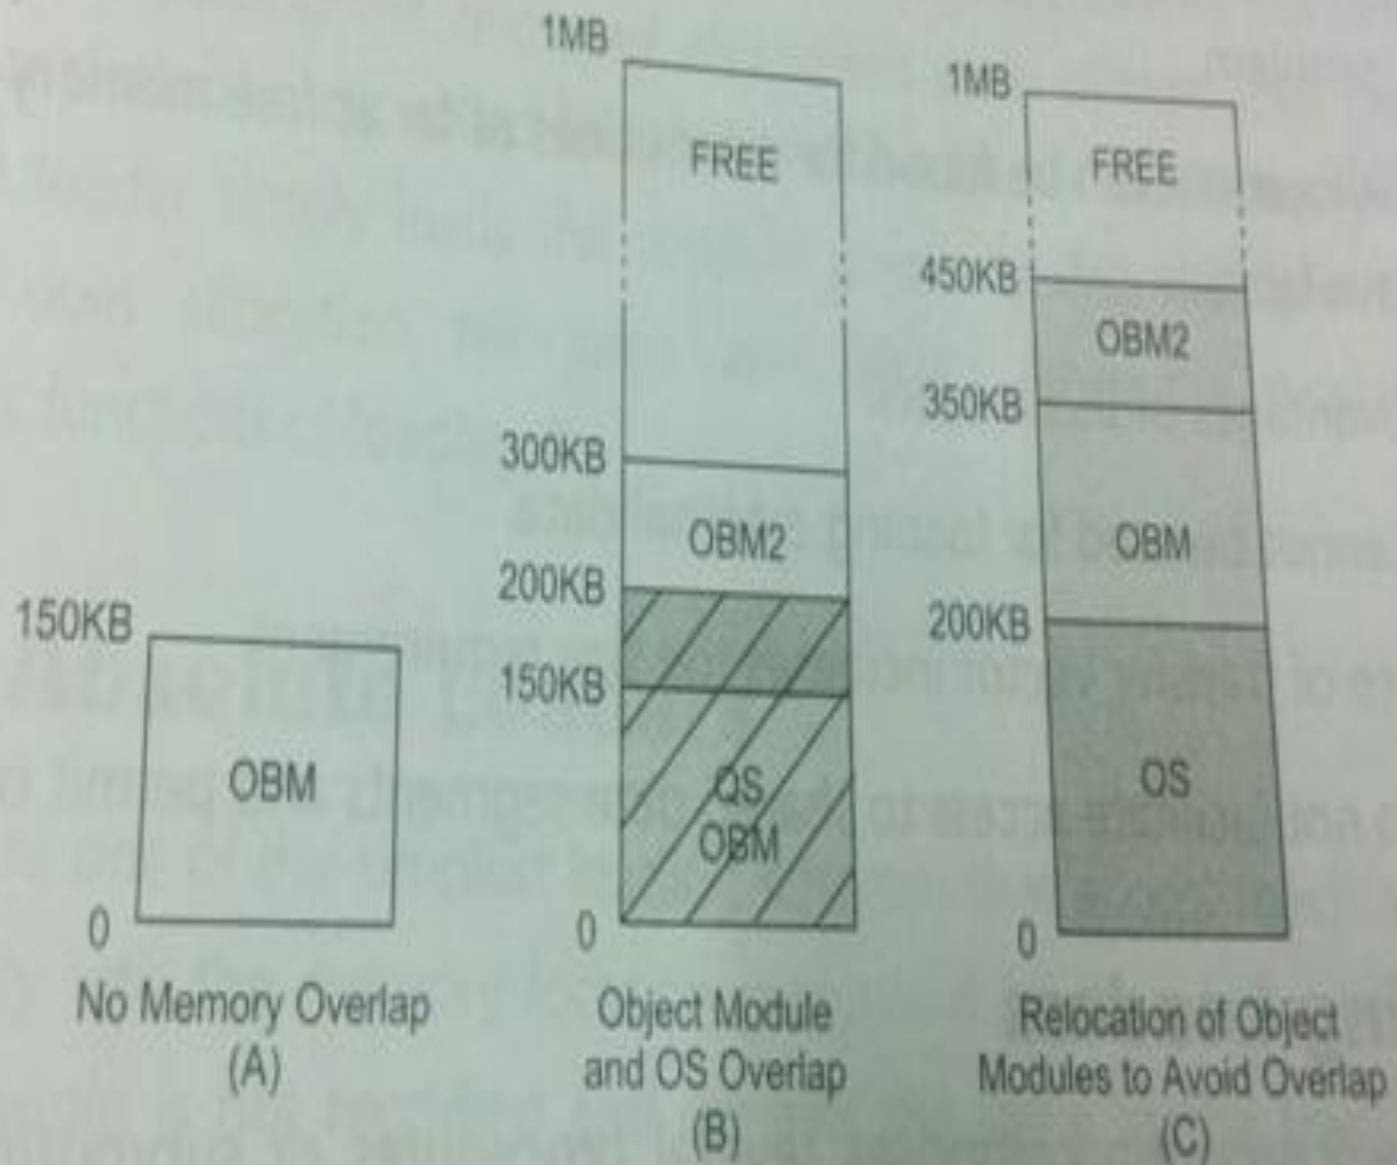 150KB
OBM
0
No Memory Overlap
(A)
1MB
FREE
300KB
OBM2
200KB
150KB
OS
OBM
0
Object Module
and OS Overlap
(B)
1MB
FREE
450KB
OBM2
350KB
OBM
200KB
OS
0
Relocation of Object
Modules to Avoid Overlap
(C)